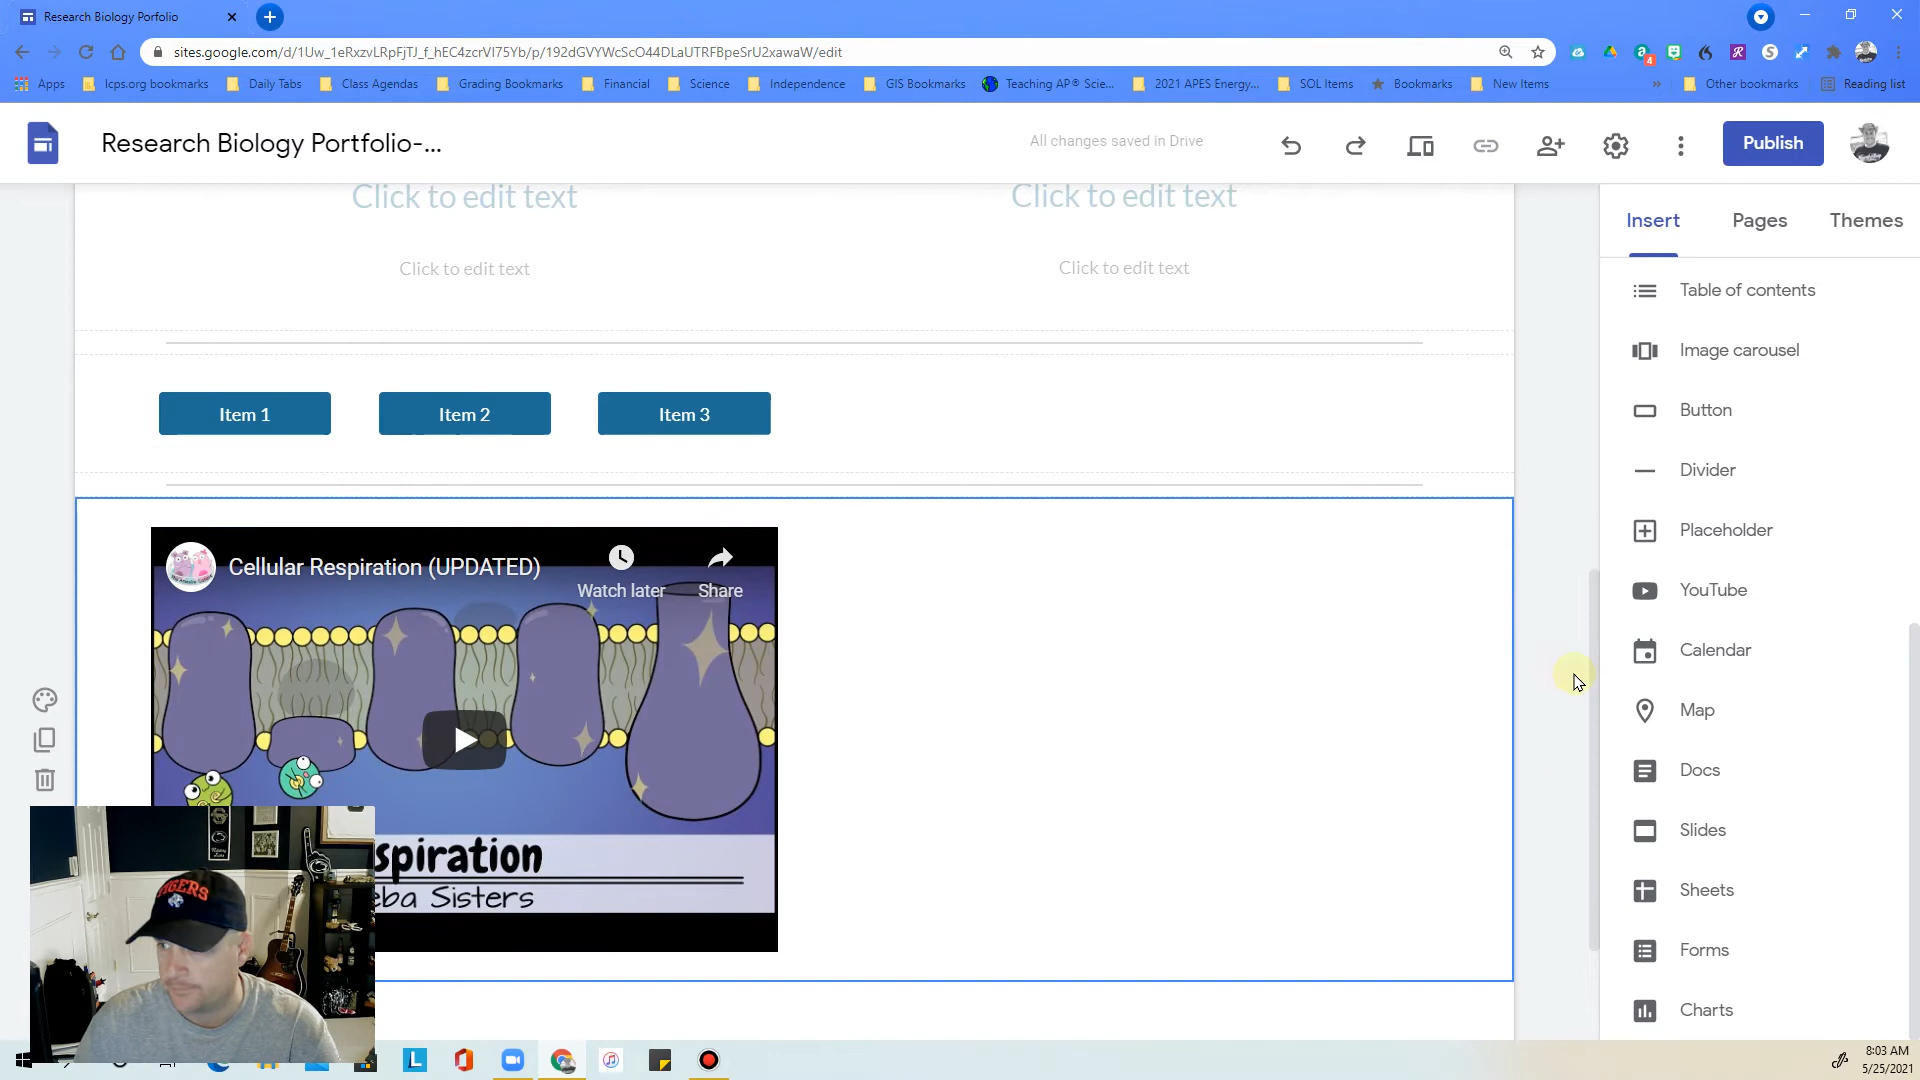 Research Biology Porfolio
sites.google.com/d/1Uw_1eRxzvLRpFjTJ_f_hEC4zcrVI75Yb/p/192dGVYWcScO44DLaUTRFBpeSrU2xawaW/edit
4
Apps lcps.org bookmarks Daily Tabs Class Agendas Grading Bookmarks Financial Science Independence GIS Bookmarks Teaching AP® Scie... 2021 APES Energy,... SOL Items Bookmarks New Items » Other bookmarks Reading list
Research Biology Portfolio-...
All changes saved in Drive
Publish
Click to edit text Click to edit text
Click to edit text Click to edit text
Item 1 Item 2 Item 3
Cellular Respiration (UPDATED)
Watch later Share
spiration
eba Sisters
TIGERS
Insert Pages Themes
Table of contents
Image carousel
Button
Divider
Placeholder
YouTube
Calendar
Map
Docs
Slides
Sheets
Forms
Charts
L
8:03 AM
5/25/2021